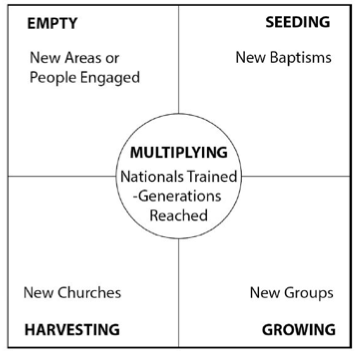 EMPTY
New Areas or
People Engaged
SEEDING
New Baptisms
MULTIPLYING
Nationals Trained
-Generations
Reached
New Churches
HARVESTING
New Groups
GROWING